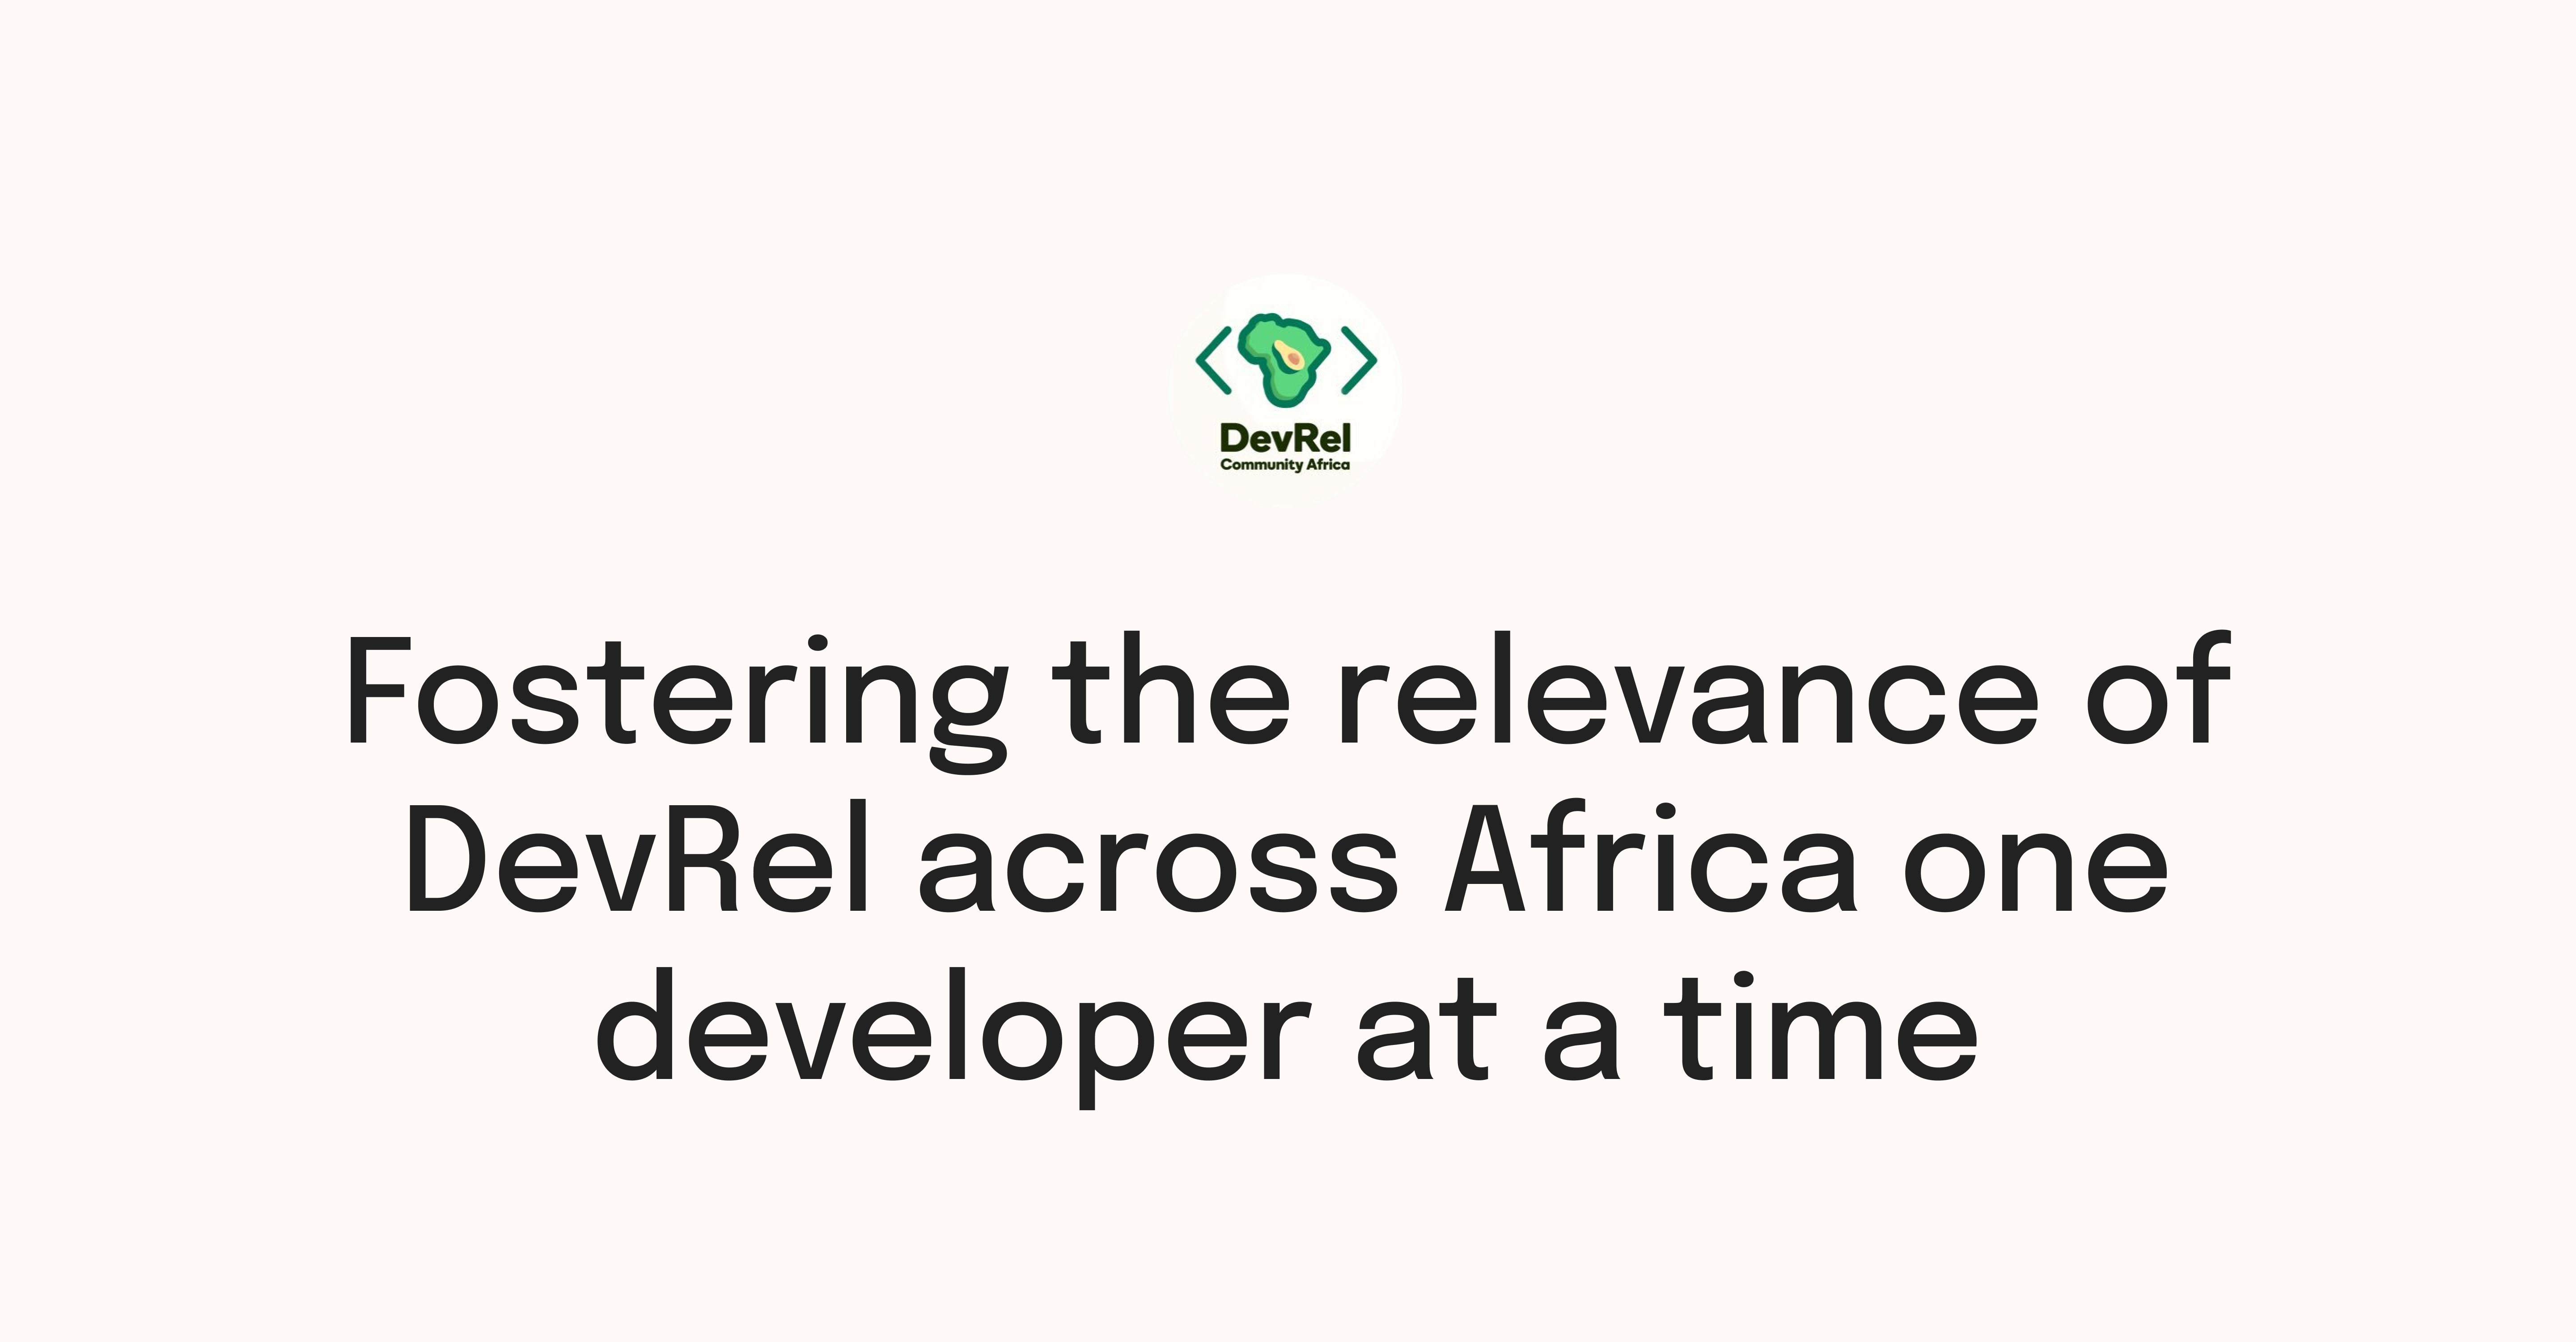 DevRel
Community Africa
Fostering the relevance of
DevRel across Africa one
developer at a time